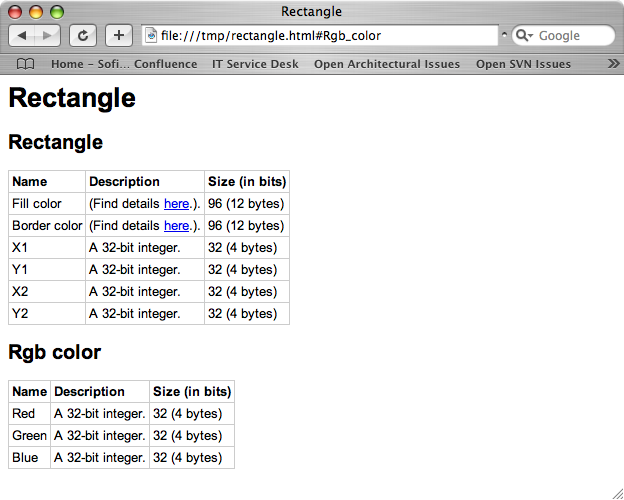 Rectangle
file:///tmp/rectangle.html#Rgb_color
Google
Home – Sofi... Confluence IT Service Desk Open Architectural Issues Open SVN Issues
Rectangle
Rectangle
Name Description Size (in bits)
Fill color (Find details here.). 96 (12 bytes)
Border color (Find details here.). 96 (12 bytes)
X1 A 32-bit integer. 32 (4 bytes)
Y1 A 32-bit integer. 32 (4 bytes)
X2 A 32-bit integer. 32 (4 bytes)
Y2 A 32-bit integer. 32 (4 bytes)
Rgb color
Name Description Size (in bits)
Red A 32-bit integer. 32 (4 bytes)
Green A 32-bit integer. 32 (4 bytes)
Blue A 32-bit integer. 32 (4 bytes)